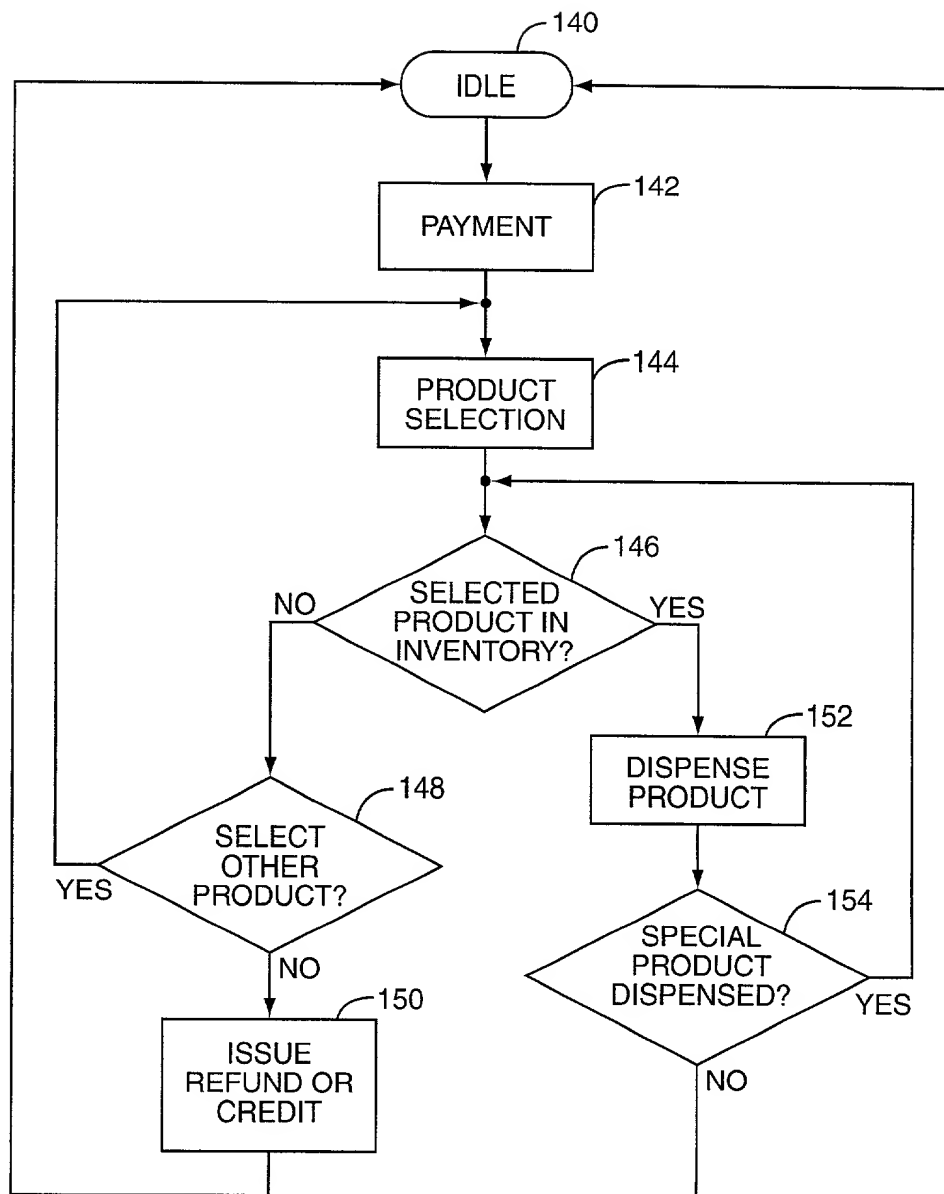 140
IDLE
142
PAYMENT
144
PRODUCT
SELECTION
146
NO
SELECTED
PRODUCT IN
INVENTORY?
YES
152
DISPENSE
PRODUCT
148
SELECT
OTHER
PRODUCT?
YES
NO
154
SPECIAL
PRODUCT
DISPENSED?
YES
NO
150
ISSUE
REFUND OR
CREDIT